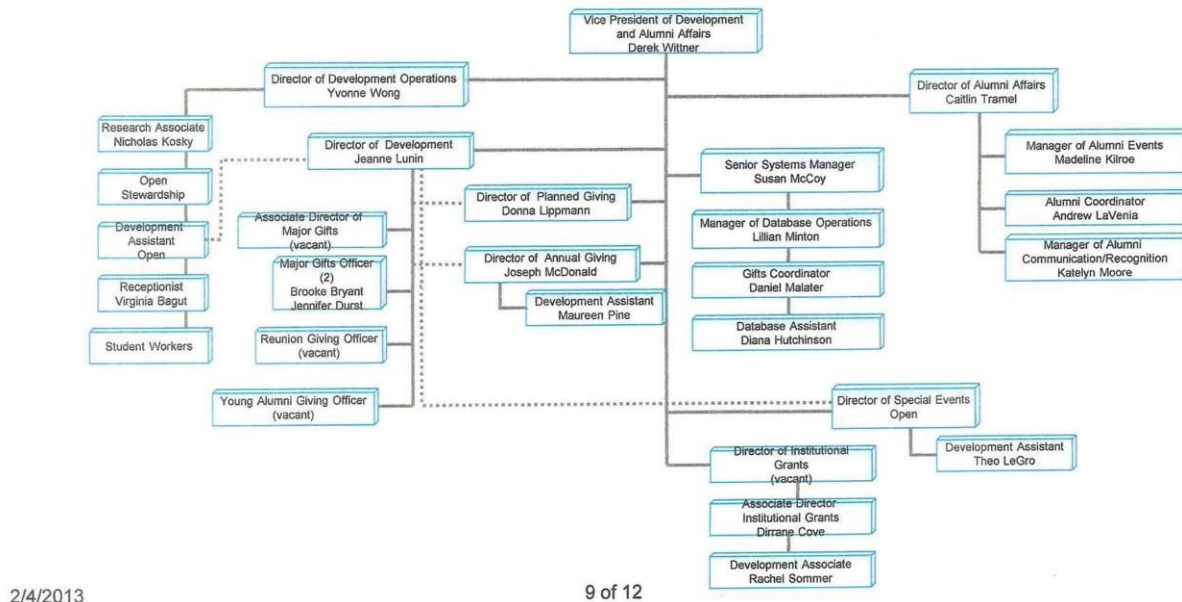 Vice President of Development
and Alumni Affairs
Derek Wittner
Director of Development Operations
Yvonne Wong
Director of Alumni Affairs
Caitlin Tramel
Research Associate
Nicholas Kosky
Open
Stewardship
Development
Assistant
Open
Receptionist
Virginia Bagut
Student Workers
Director of Development
Jeanne Lunin
Associate Director of
Major Gifts
(vacant)
Major Gifts Officer
(2)
Brooke Bryant
Jennifer Durst
Reunion Giving Officer
(vacant)
Young Alumni Giving Officer
(vacant)
Director of Planned Giving
Donna Lippmann
Director of Annual Giving
Joseph McDonald
Development Assistant
Maureen Pine
Senior Systems Manager
Susan McCoy
Manager of Database Operations
Lillian Minton
Gifts Coordinator
Daniel Malater
Database Assistant
Diana Hutchinson
Manager of Alumni Events
Madeline Kilroe
Alumni Coordinator
Andrew LaVenia
Manager of Alumni
Communication/Recognition
Katelyn Moore
Director of Special Events
Open
Development Assistant
Theo LeGro
Director of Institutional
Grants
(vacant)
Associate Director
Institutional Grants
Dirrane Cove
Development Associate
Rachel Sommer
2/4/2013
9 of 12